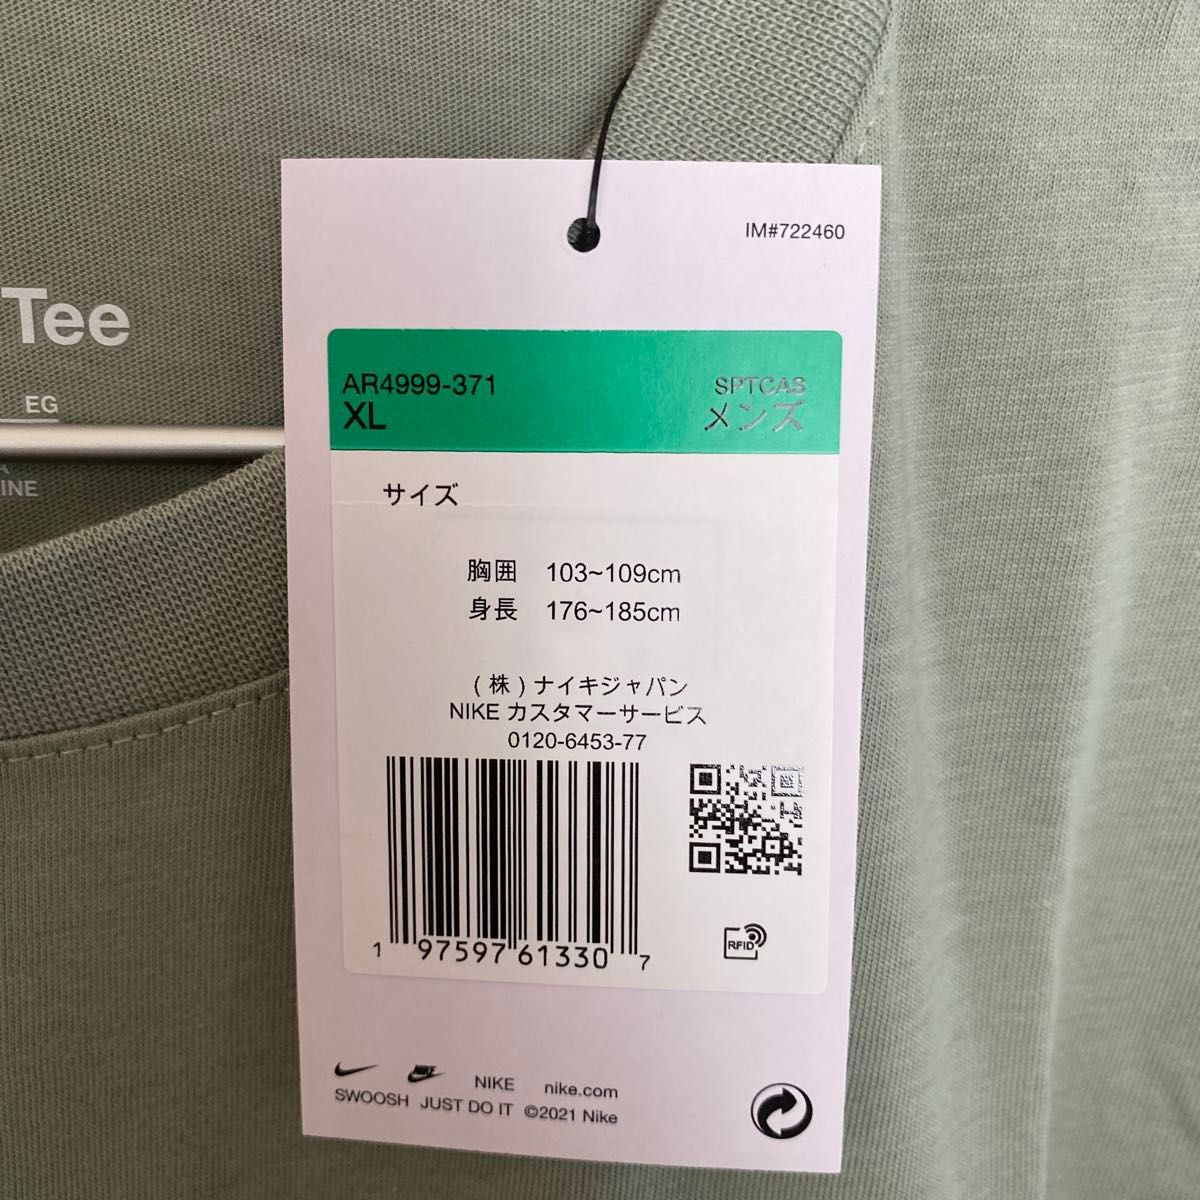 IM#722460
Tee
EG
INE
AR4999-371
SPTCAS
XL
メンズ
サイズ
胸囲 103~109cm
身長 176~185cm
(株)ナイキジャパン
NIKE カスタマーサービス
0120-6453-77
1 97597 61330 7
RFID
NIKE nike.com
SWOOSH JUST DO IT ©2021 Nike